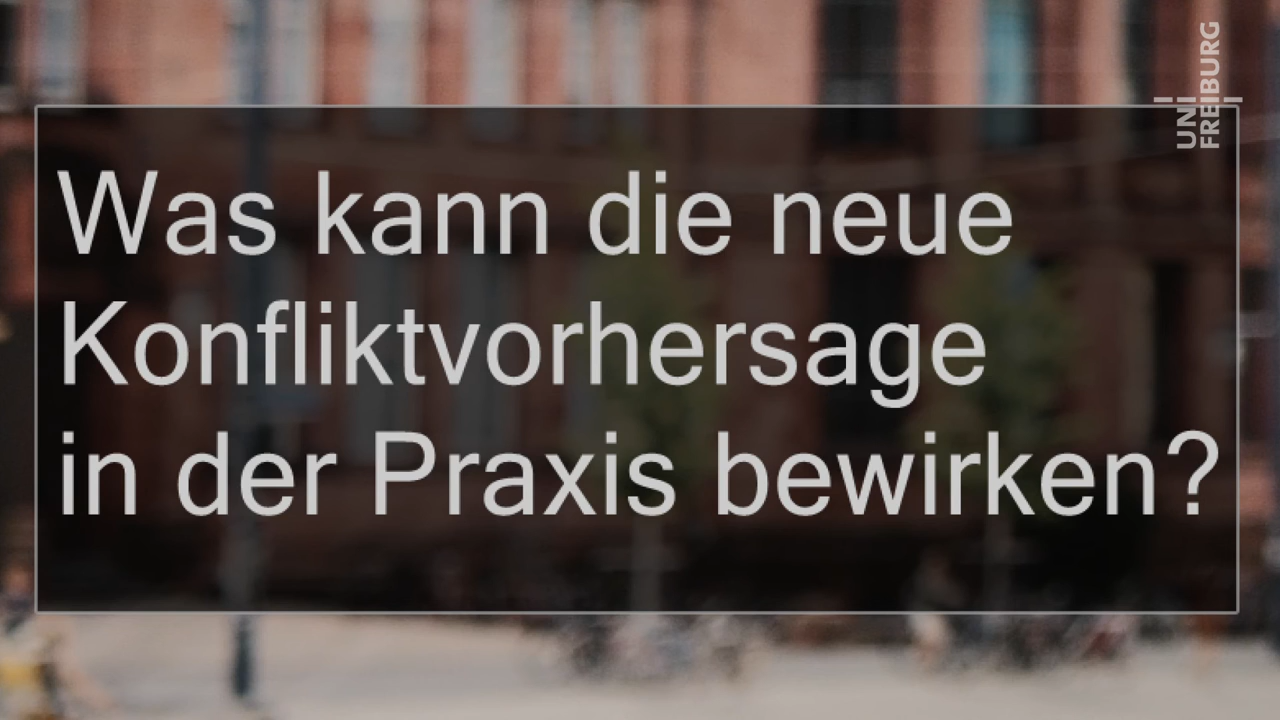 UNI
FREIBURG
Was kann die neue
Konfliktvorhersage
in der Praxis bewirken?